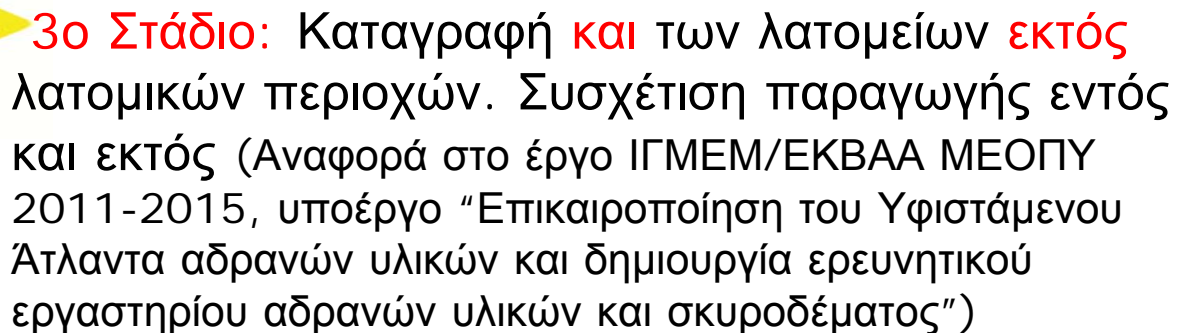 3ο Στάδιο: Καταγραφή και των λατομείων εκτός
λατομικών περιοχών. Συσχέτιση παραγωγής εντός
και εκτός (Αναφορά στο έργο ΙΓΜΕΜ/ΕΚΒΑΑ ΜΕΟΠΥ
2011-2015, υποέργο “Επικαιροποίηση του Υφιστάμενου
Άτλαντα αδρανών υλικών και δημιουργία ερευνητικού
εργαστηρίου αδρανών υλικών και σκυροδέματος”)